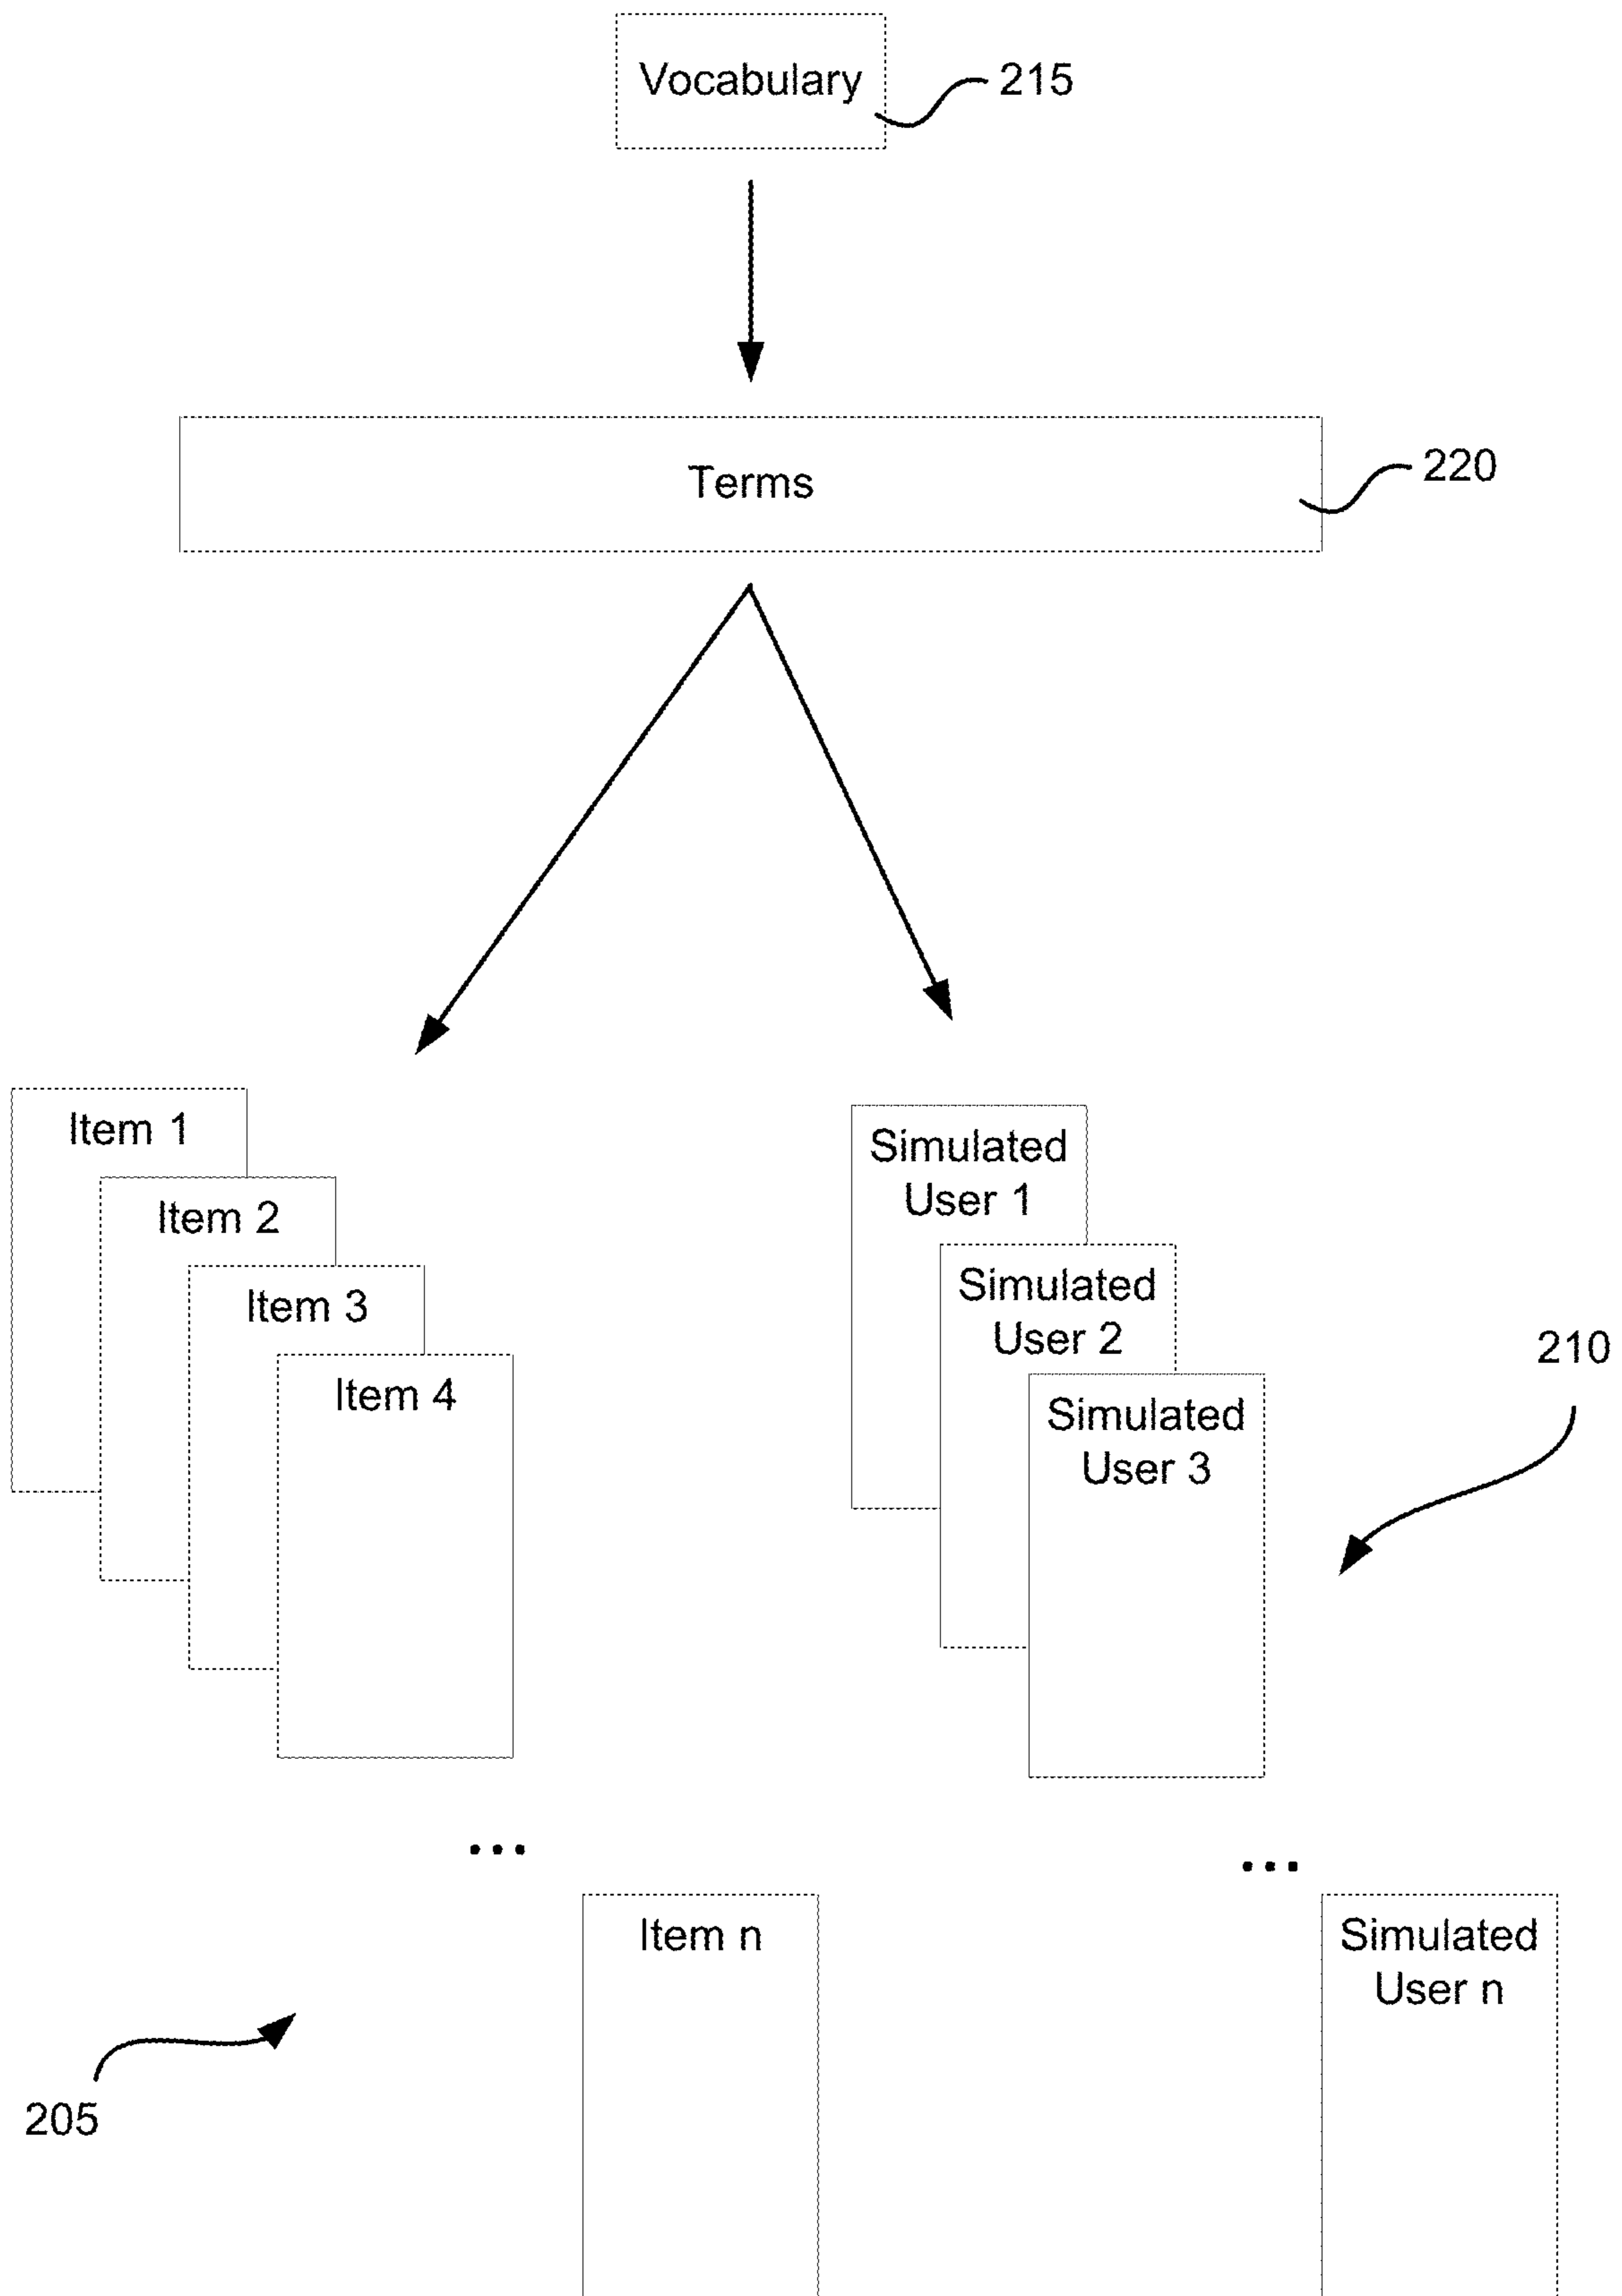 Vocabulary
215
Terms
220
Item 1
Item 2
Item 3
Item 4
...
Item n
205
Simulated
User 1
Simulated
User 2
Simulated
User 3
210
...
Simulated
User n